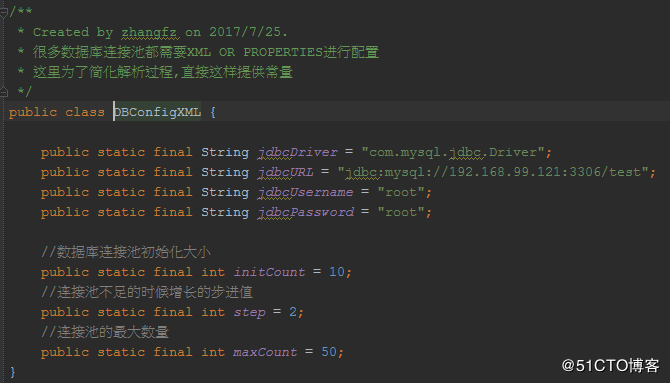 /**
 * Created by zhangfz on 2017/7/25.
 * 很多数据库连接池都需要XML OR PROPERTIES进行配置
 * 这里为了简化解析过程,直接这样提供常量
 */
public class DBConfigXML {
public static final String jdbcDriver = "com.mysql.jdbc.Driver";
public static final String jdbcURL = "jdbc:mysql://192.168.99.121:3306/test";
public static final String jdbcUsername = "root";
public static final String jdbcPassword = "root";
//数据库连接池初始化大小
public static final int initCount = 10;
//连接池不足的时候增长的步进值
public static final int step = 2;
//连接池的最大数量
public static final int maxCount = 50;
}
@51CTO博客